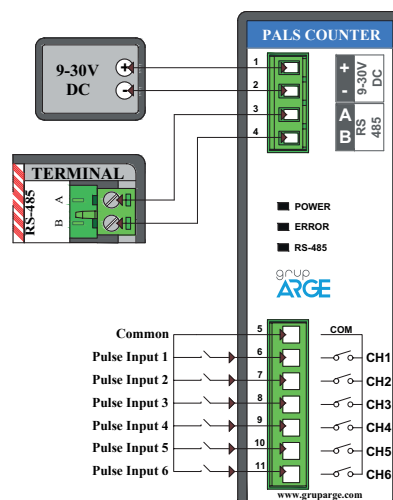 PALS COUNTER
9-30V
DC
+
-
1
2
3
4
+
-
9-30V
DC
A
B
RS
485
TERMINAL
RS-485
A
B
POWER
ERROR
RS-485
grup
ARGE
Common
5
COM
Pulse Input 1
6
CH1
Pulse Input 2
7
CH2
Pulse Input 3
8
CH3
Pulse Input 4
9
CH4
Pulse Input 5
10
CH5
Pulse Input 6
11
CH6
www.gruparge.com